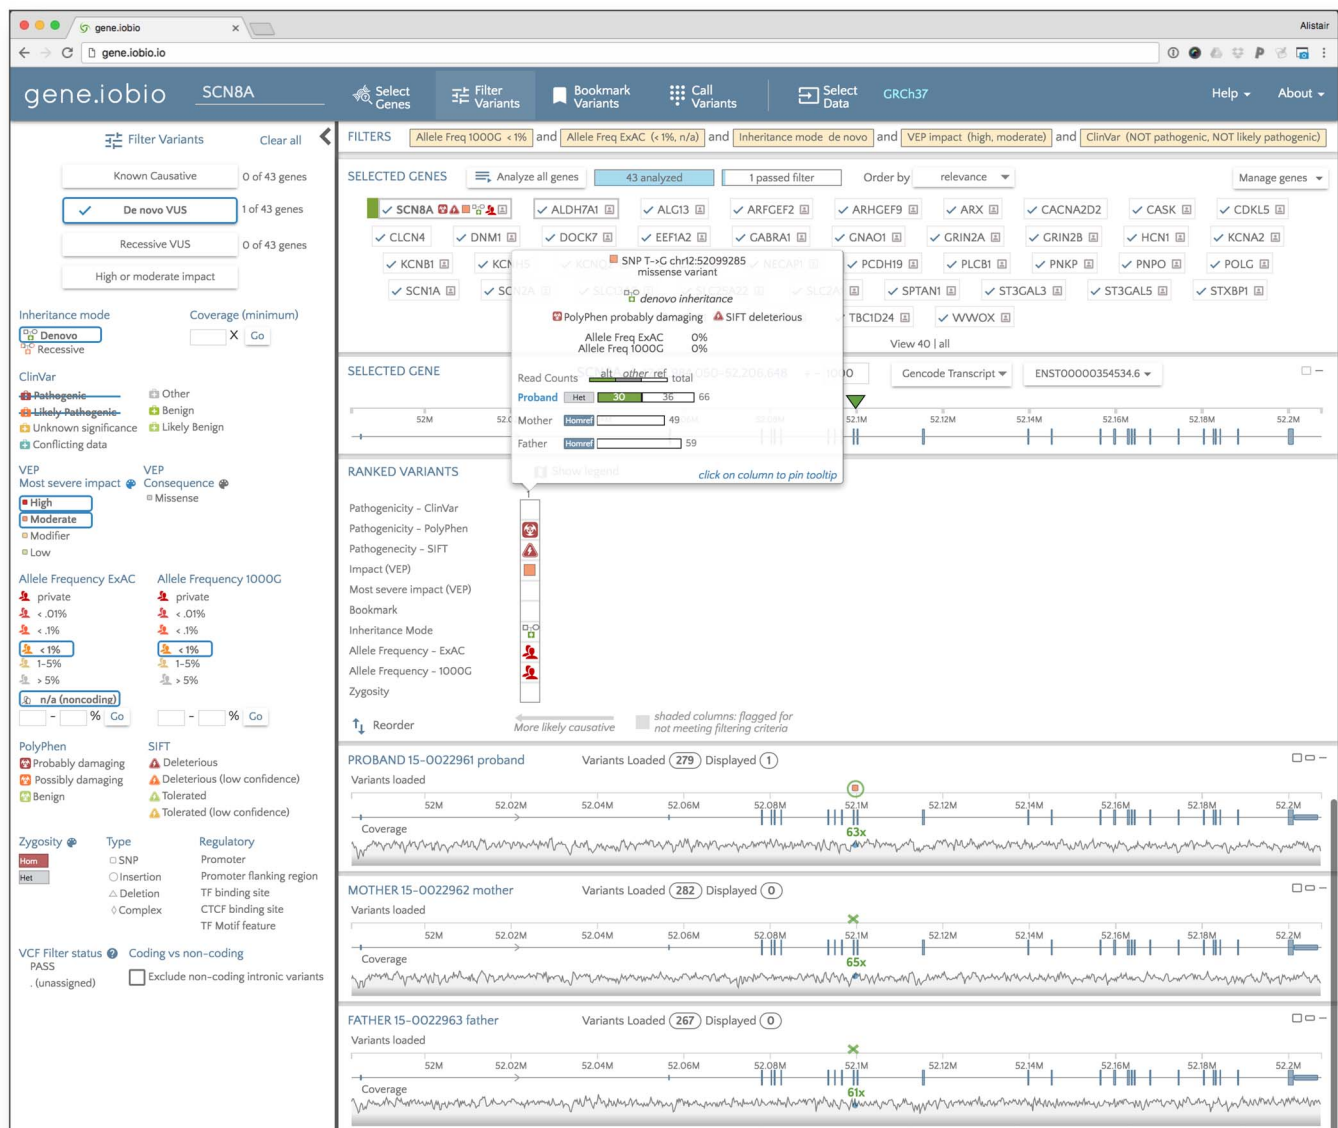 gene.iobio
Alistair
gene.iobio.io
gene.iobio SCN8A Select Genes Filter Variants Bookmark Variants Call Variants Select Data GRCh37 Help About
Filter Variants Clear all
Known Causative 0 of 43 genes
De novo VUS 1 of 43 genes
Recessive VUS 0 of 43 genes
High or moderate impact
Inheritance mode Coverage (minimum)
Denovo X Go
Recessive
ClinVar
Pathogenic Other
Likely Pathogenic Benign
Unknown significance Likely Benign
Conflicting data
VEP VEP
Most severe impact Consequence
High Missense
Moderate
Modifier
Low
Allele Frequency ExAC Allele Frequency 1000G
private private
< .01% < .01%
< .1% < .1%
< 1% < 1%
1-5% 1-5%
> 5% > 5%
n/a (noncoding)
- % Go - % Go
PolyPhen SIFT
Probably damaging Deleterious
Possibly damaging Deleterious (low confidence)
Benign Tolerated
Tolerated (low confidence)
Zygosity Type Regulatory
Hom SNP Promoter
Het Insertion Promoter flanking region
Deletion TF binding site
Complex CTCF binding site
TF Motif feature
VCF Filter status Coding vs non-coding
PASS
. (unassigned) Exclude non-coding intronic variants
FILTERS Allele Freq 1000G < 1% and Allele Freq ExAC (< 1%, n/a) and Inheritance mode de novo and VEP impact (high, moderate) and ClinVar (NOT pathogenic, NOT likely pathogenic)
SELECTED GENES Analyze all genes 43 analyzed 1 passed filter Order by relevance Manage genes
SCN8A ALDH7A1 ALG13 ARFGEF2 ARHGEF9 ARX CACNA2D2 CASK CDKL5
CLCN4 DNM1 DOCK7 EEF1A2 GABRA1 GNAO1 GRIN2A GRIN2B HCN1 KCNA2
KCNB1 KCNH5 NECAP1 PCDH19 PLCB1 PNKP PNPO POLG
SCN1A SCN2A SLC25A22 SPTAN1 ST3GAL3 ST3GAL5 STXBP1
TBC1D24 WWOX
View 40 | all
SNP T->G chr12:52099285
missense variant
denovo inheritance
PolyPhen probably damaging SIFT deleterious
Allele Freq ExAC 0%
Allele Freq 1000G 0%
Read Counts alt other ref total
Proband Het 30 36 66
Mother Homref 49
Father Homref 59
Show legend
click on column to pin tooltip
SELECTED GENE Gencode Transcript ENST00000354534.6
52M 52.1M 52.12M 52.14M 52.16M 52.18M 52.2M
RANKED VARIANTS
1
Pathogenicity - ClinVar
Pathogenicity - PolyPhen
Pathogenecity - SIFT
Impact (VEP)
Most severe impact (VEP)
Bookmark
Inheritance Mode
Allele Frequency - ExAC
Allele Frequency - 1000G
Zygosity
Reorder More likely causative shaded columns: flagged for
not meeting filtering criteria
PROBAND 15-0022961 proband Variants Loaded 279 Displayed 1
Variants loaded
52M 52.02M 52.04M 52.06M 52.08M 52.1M 52.12M 52.14M 52.16M 52.18M 52.2M
Coverage 63x
MOTHER 15-0022962 mother Variants Loaded 282 Displayed 0
Variants loaded
52M 52.02M 52.04M 52.06M 52.08M 52.1M 52.12M 52.14M 52.16M 52.18M 52.2M
Coverage 65x
FATHER 15-0022963 father Variants Loaded 267 Displayed 0
Variants loaded
52M 52.02M 52.04M 52.06M 52.08M 52.1M 52.12M 52.14M 52.16M 52.18M 52.2M
Coverage 61x